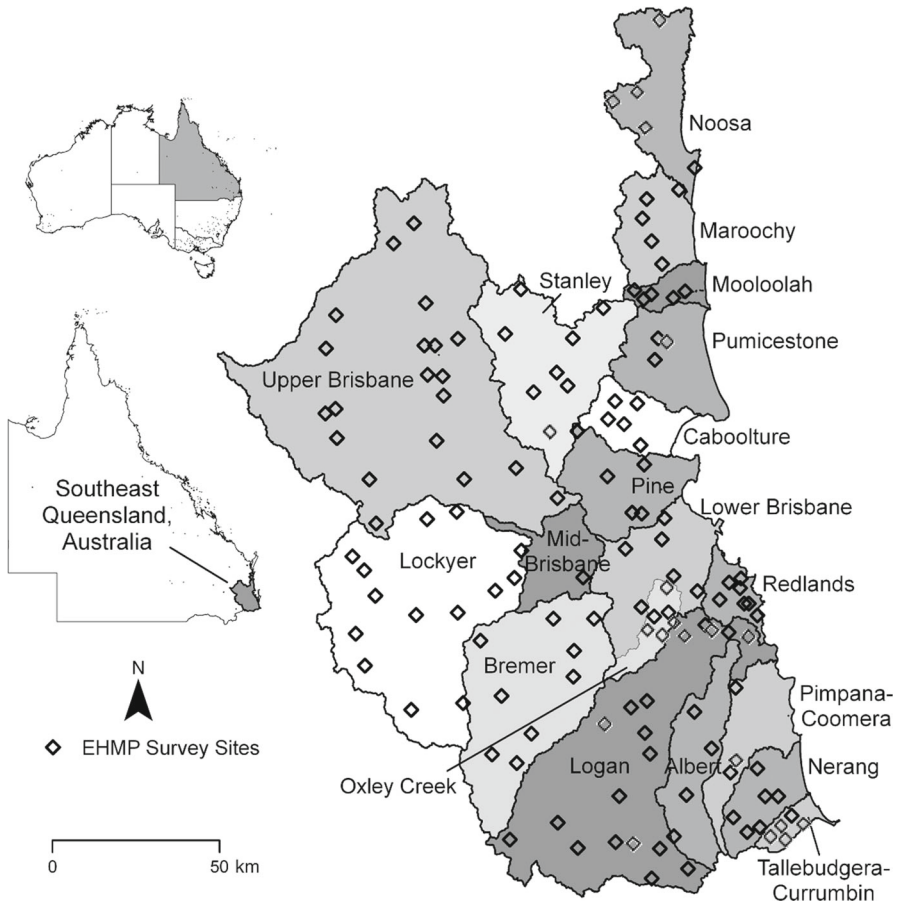 Noosa
Maroochy
Stanley
Mooloolah
Pumicestone
Upper Brisbane
Caboolture
Pine
Southeast
Queensland,
Australia
Lower Brisbane
Mid-
Brisbane
Lockyer
Redlands
N
Bremer
Pimpana-
Coomera
EHMP Survey Sites
Logan
Albert
Nerang
Oxley Creek
0 50 km
Tallebudgera-
Currumbin